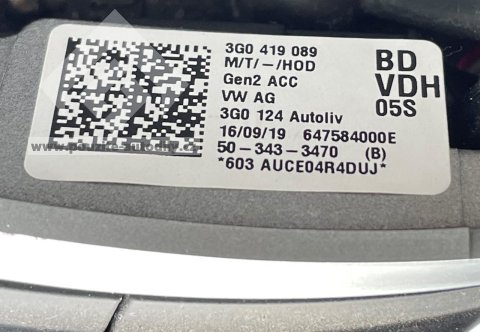 3G0 419 089 BD
M/T/-/HOD VDH
Gen2 ACC 05S
VW AG
3G0 124 Autoliv
16/09/19 647584000E
50-343-3470 (B)
*603 AUCE04R4DUJ*